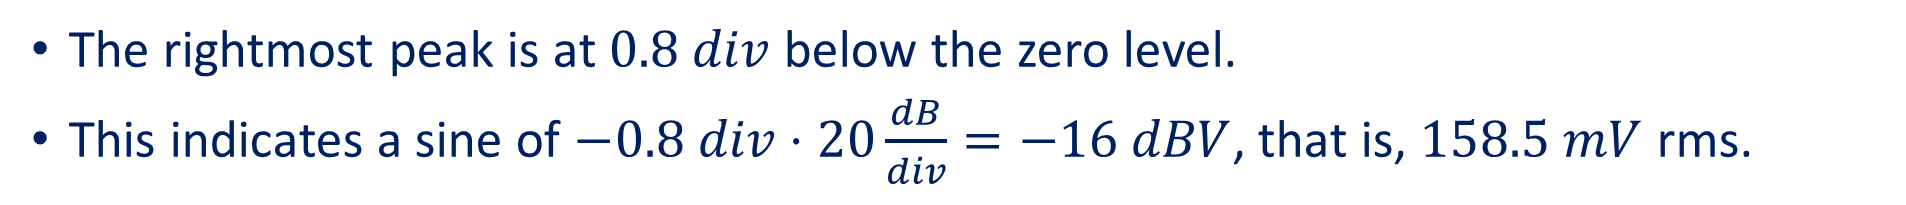 • The rightmost peak is at 0.8 div below the zero level.
• This indicates a sine of −0.8 div · 20 dB/div = −16 dBV, that is, 158.5 mV rms.